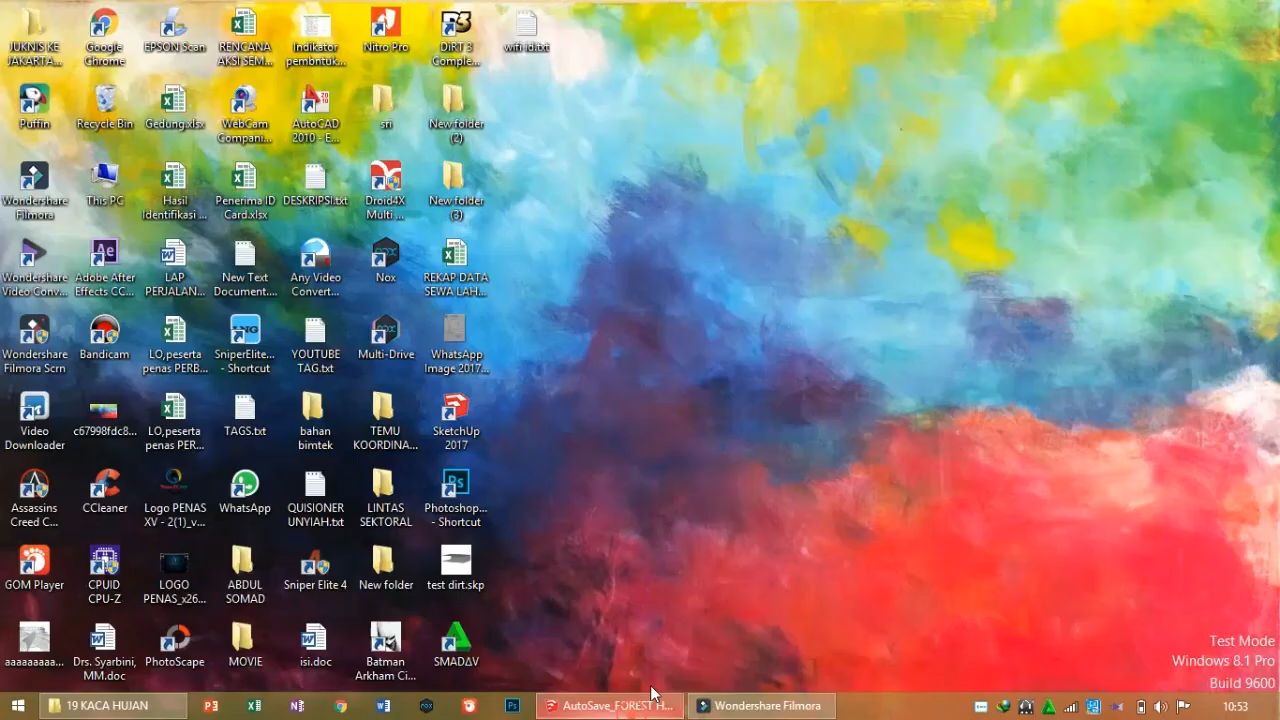 JUKNIS KE
JAKARTA...
Google
Chrome
EPSON Scan
RENCANA
AKSI SEM...
Indikator
pembntuk...
Nitro Pro
DiRT 3
Comple...
wifi id.txt
Puffin
Recycle Bin
Gedung.xlsx
WebCam
Compani...
AutoCAD
2010 - E...
sri
New folder
(2)
Wondershare
Filmora
This PC
Hasil
Identifikasi ...
Penerima ID
Card.xlsx
DESKRIPSI.txt
Droid4X
Multi ...
New folder
(3)
Wondershare
Video Conv...
Adobe After
Effects CC...
LAP
PERJALAN...
New Text
Document....
Any Video
Convert...
Nox
REKAP DATA
SEWA LAH...
Wondershare
Filmora Scrn
Bandicam
LO,peserta
penas PERB...
SniperElite...
- Shortcut
YOUTUBE
TAG.txt
Multi-Drive
WhatsApp
Image 2017...
Video
Downloader
c67998fdc8...
LO,peserta
penas PER...
TAGS.txt
bahan
bimtek
TEMU
KOORDINA...
SketchUp
2017
Assassins
Creed C...
CCleaner
Logo PENAS
XV - 2(1)_v...
WhatsApp
QUISIONER
UNYIAH.txt
LINTAS
SEKTORAL
Photoshop...
- Shortcut
GOM Player
CPUID
CPU-Z
LOGO
PENAS_x26...
ABDUL
SOMAD
Sniper Elite 4
New folder
test dirt.skp
aaaaaaaaa...
Drs. Syarbini,
MM.doc
PhotoScape
MOVIE
isi.doc
Batman
Arkham Ci...
SMADΔV
Test Mode
Windows 8.1 Pro
Build 9600
19 KACA HUJAN
AutoSave_FOREST H...
Wondershare Filmora
10:53